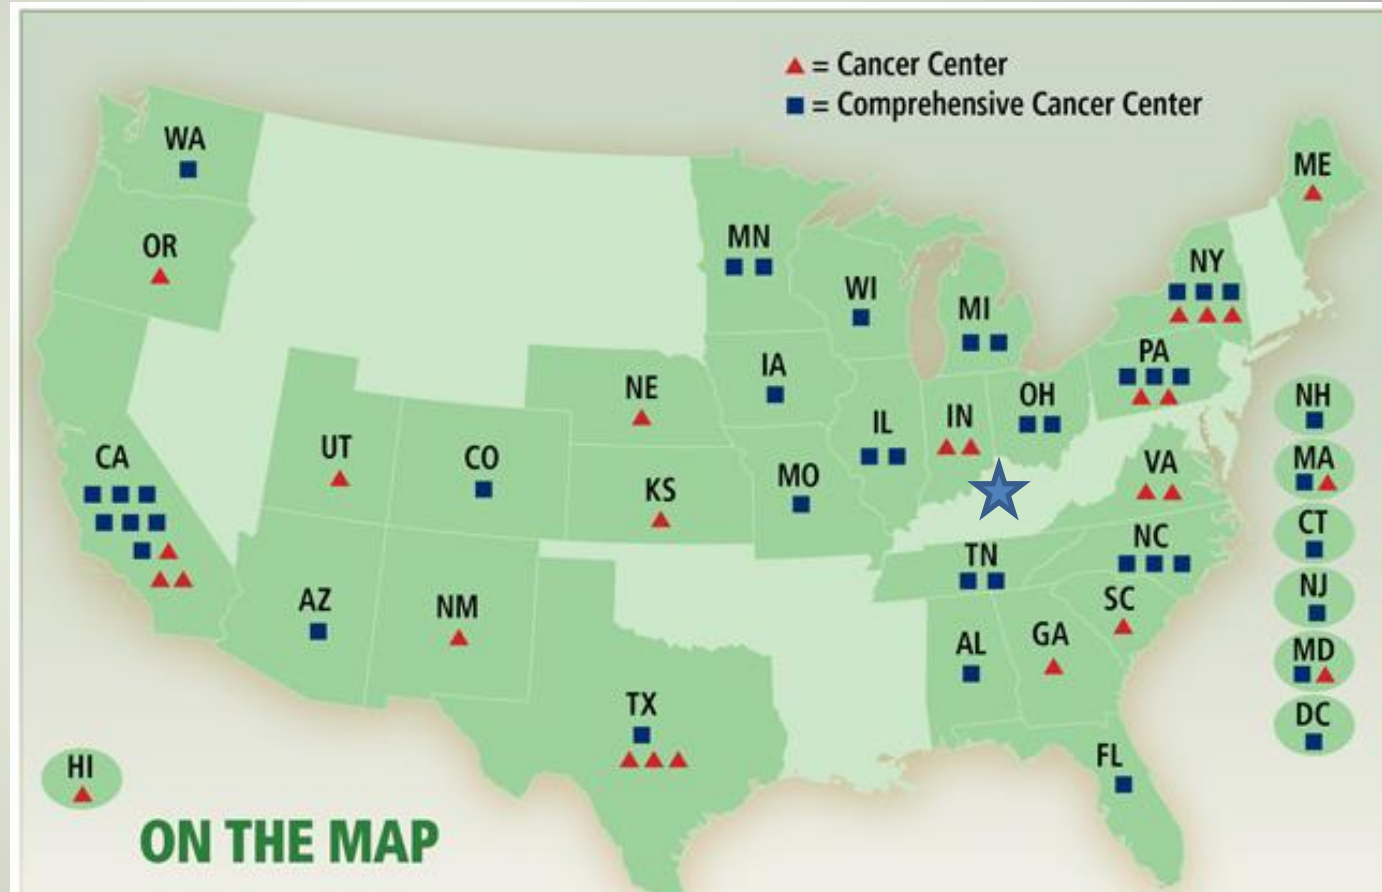 ▲ = Cancer Center
■ = Comprehensive Cancer Center
WA
OR
MN
WI
MI
NY
ME
IA
NE
PA
OH
IN
IL
NH
CA
UT
CO
KS
MO
VA
MA
NC
CT
TN
AZ
NM
SC
NJ
AL
GA
MD
TX
DC
FL
HI
ON THE MAP